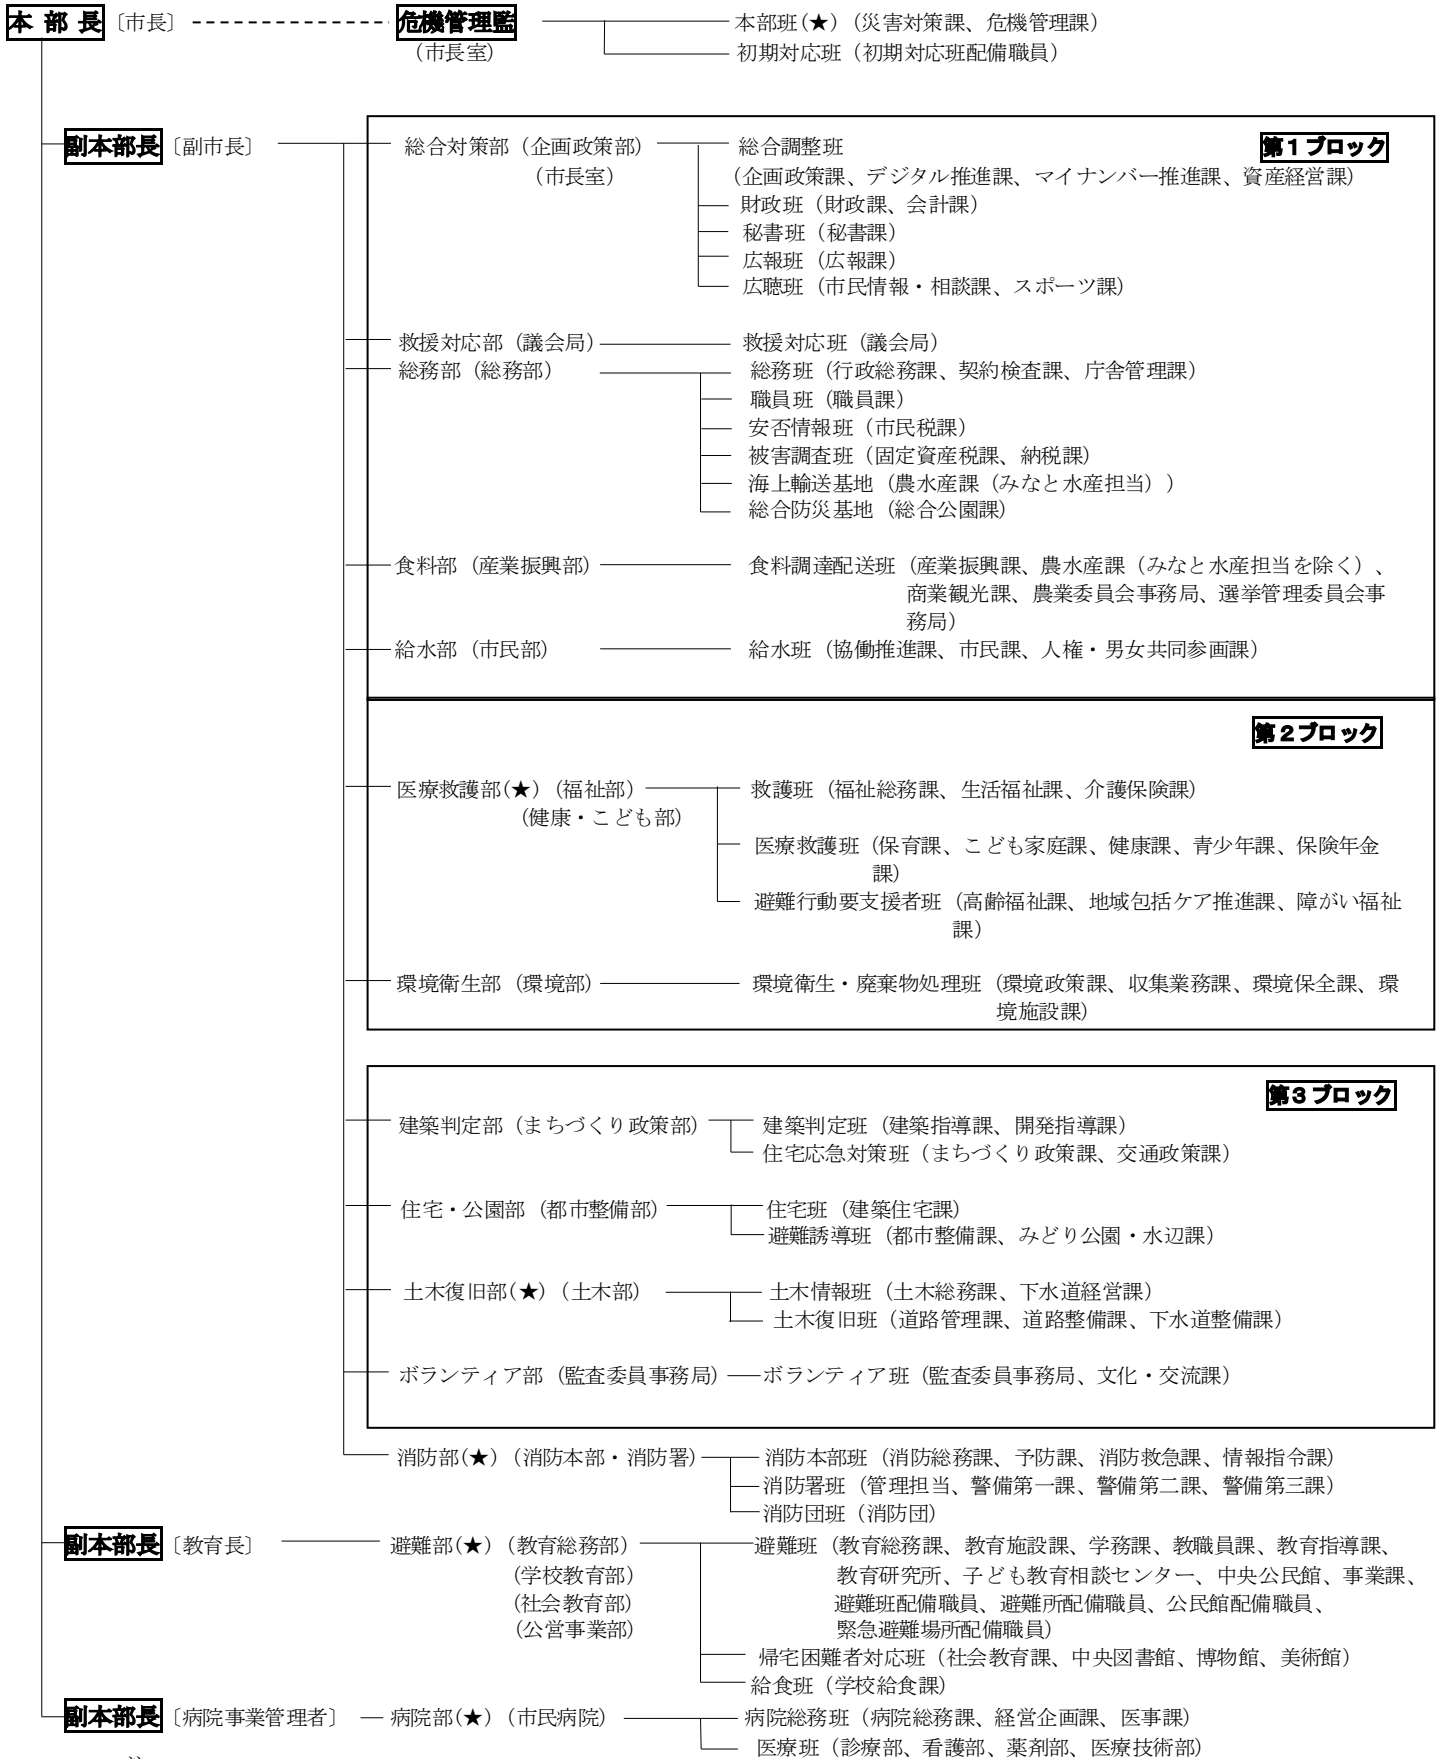 本部長〔市長〕 危機管理監 本部班(★)（災害対策課、危機管理課）
（市長室） 初期対応班（初期対応班配備職員）
副本部長〔副市長〕 総合対策部（企画政策部） 総合調整班 第1ブロック
（市長室） （企画政策課、デジタル推進課、マイナンバー推進課、資産経営課）
財政班（財政課、会計課）
秘書班（秘書課）
広報班（広報課）
広聴班（市民情報・相談課、スポーツ課）
救援対応部（議会局） 救援対応班（議会局）
総務部（総務部） 総務班（行政総務課、契約検査課、庁舎管理課）
職員班（職員課）
安否情報班（市民税課）
被害調査班（固定資産税課、納税課）
海上輸送基地（農水産課（みなと水産担当））
総合防災基地（総合公園課）
食料部（産業振興部） 食料調達配送班（産業振興課、農水産課（みなと水産担当を除く）、
商業観光課、農業委員会事務局、選挙管理委員会事
務局）
給水部（市民部） 給水班（協働推進課、市民課、人権・男女共同参画課）
第2ブロック
医療救護部(★)（福祉部） 救護班（福祉総務課、生活福祉課、介護保険課）
（健康・こども部）
医療救護班（保育課、こども家庭課、健康課、青少年課、保険年金
課）
避難行動要支援者班（高齢福祉課、地域包括ケア推進課、障がい福祉
課）
環境衛生部（環境部） 環境衛生・廃棄物処理班（環境政策課、収集業務課、環境保全課、環
境施設課）
第3ブロック
建築判定部（まちづくり政策部） 建築判定班（建築指導課、開発指導課）
住宅応急対策班（まちづくり政策課、交通政策課）
住宅・公園部（都市整備部） 住宅班（建築住宅課）
避難誘導班（都市整備課、みどり公園・水辺課）
土木復旧部(★)（土木部） 土木情報班（土木総務課、下水道経営課）
土木復旧班（道路管理課、道路整備課、下水道整備課）
ボランティア部（監査委員事務局） ボランティア班（監査委員事務局、文化・交流課）
消防部(★)（消防本部・消防署） 消防本部班（消防総務課、予防課、消防救急課、情報指令課）
消防署班（管理担当、警備第一課、警備第二課、警備第三課）
消防団班（消防団）
副本部長〔教育長〕 避難部(★)（教育総務部） 避難班（教育総務課、教育施設課、学務課、教職員課、教育指導課、
（学校教育部） 教育研究所、子ども教育相談センター、中央公民館、事業課、
（社会教育部） 避難班配備職員、避難所配備職員、公民館配備職員、
（公営事業部） 緊急避難場所配備職員）
帰宅困難者対応班（社会教育課、中央図書館、博物館、美術館）
給食班（学校給食課）
副本部長〔病院事業管理者〕 病院部(★)（市民病院） 病院総務班（病院総務課、経営企画課、医事課）
医療班（診療部、看護部、薬剤部、医療技術部）